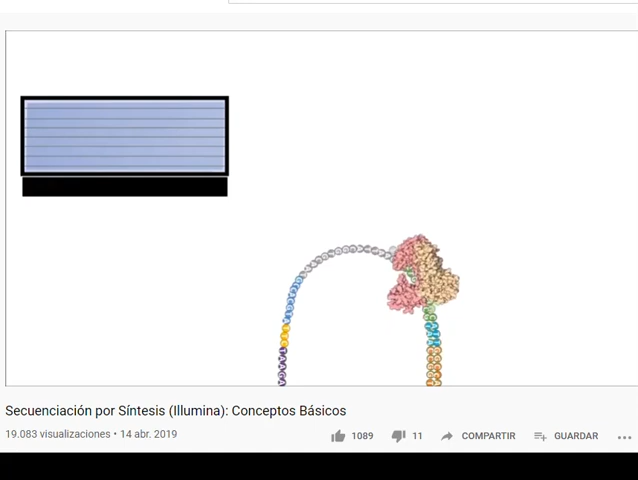 Secuenciación por Síntesis (Illumina): Conceptos Básicos
19.083 visualizaciones • 14 abr. 2019 1089 11 COMPARTIR GUARDAR